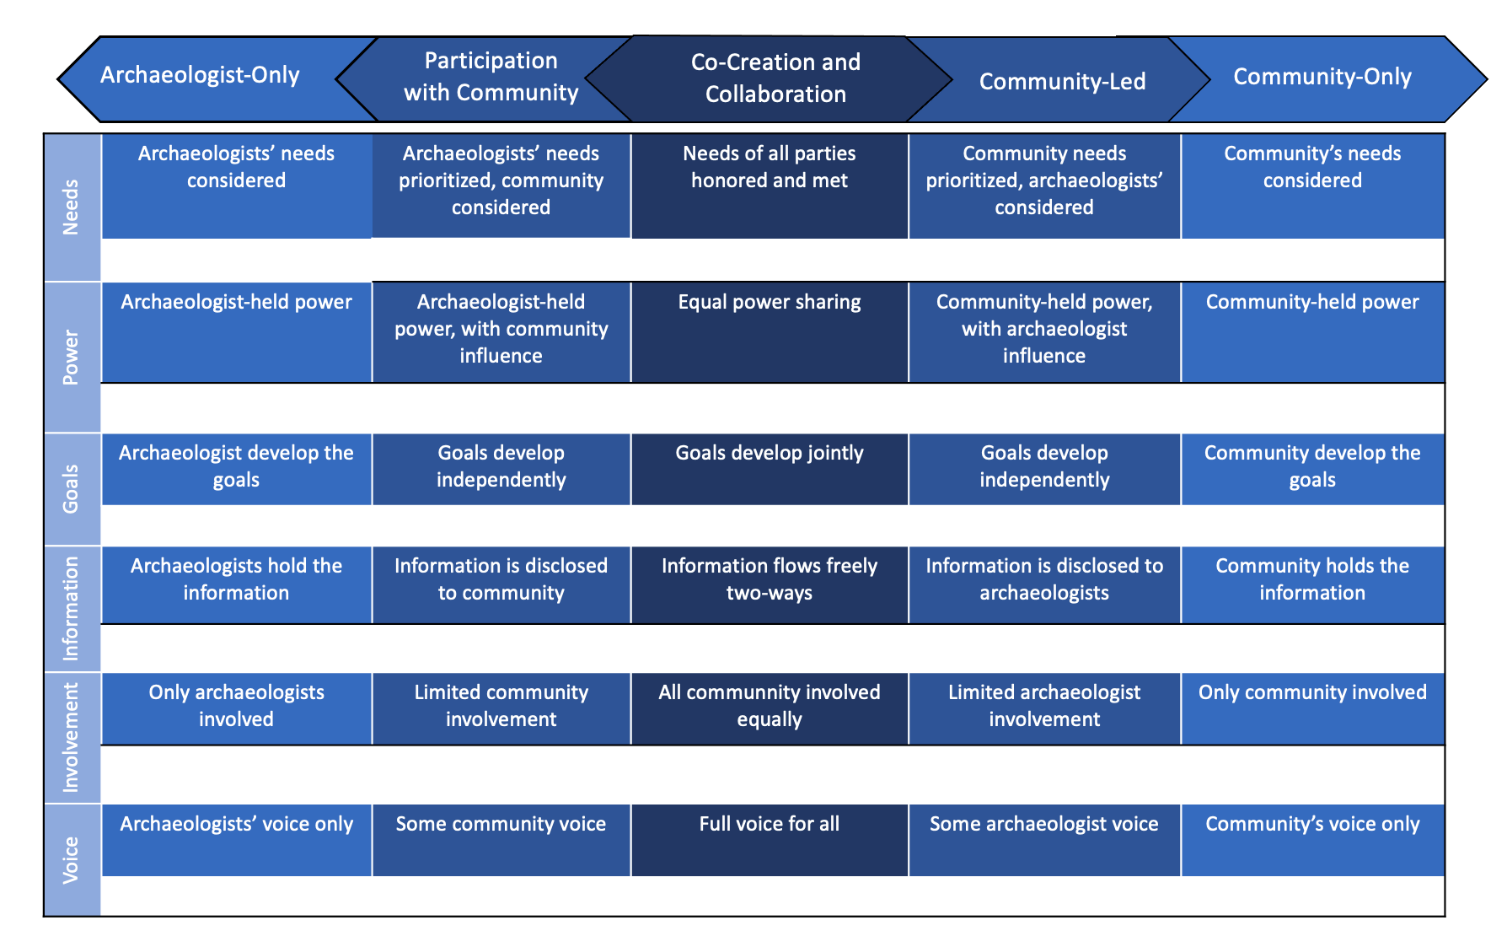 Archaeologist-Only
Participation
with Community
Co-Creation and
Collaboration
Community-Led
Community-Only
Needs
Archaeologists’ needs
considered
Archaeologists’ needs
prioritized, community
considered
Needs of all parties
honored and met
Community needs
prioritized, archaeologists’
considered
Community’s needs
considered
Power
Archaeologist-held power
Archaeologist-held
power, with community
influence
Equal power sharing
Community-held power,
with archaeologist
influence
Community-held power
Goals
Archaeologist develop the
goals
Goals develop
independently
Goals develop jointly
Goals develop
independently
Community develop the
goals
Information
Archaeologists hold the
information
Information is disclosed
to community
Information flows freely
two-ways
Information is disclosed to
archaeologists
Community holds the
information
Involvement
Only archaeologists
involved
Limited community
involvement
All communnity involved
equally
Limited archaeologist
involvement
Only community involved
Voice
Archaeologists’ voice only
Some community voice
Full voice for all
Some archaeologist voice
Community’s voice only